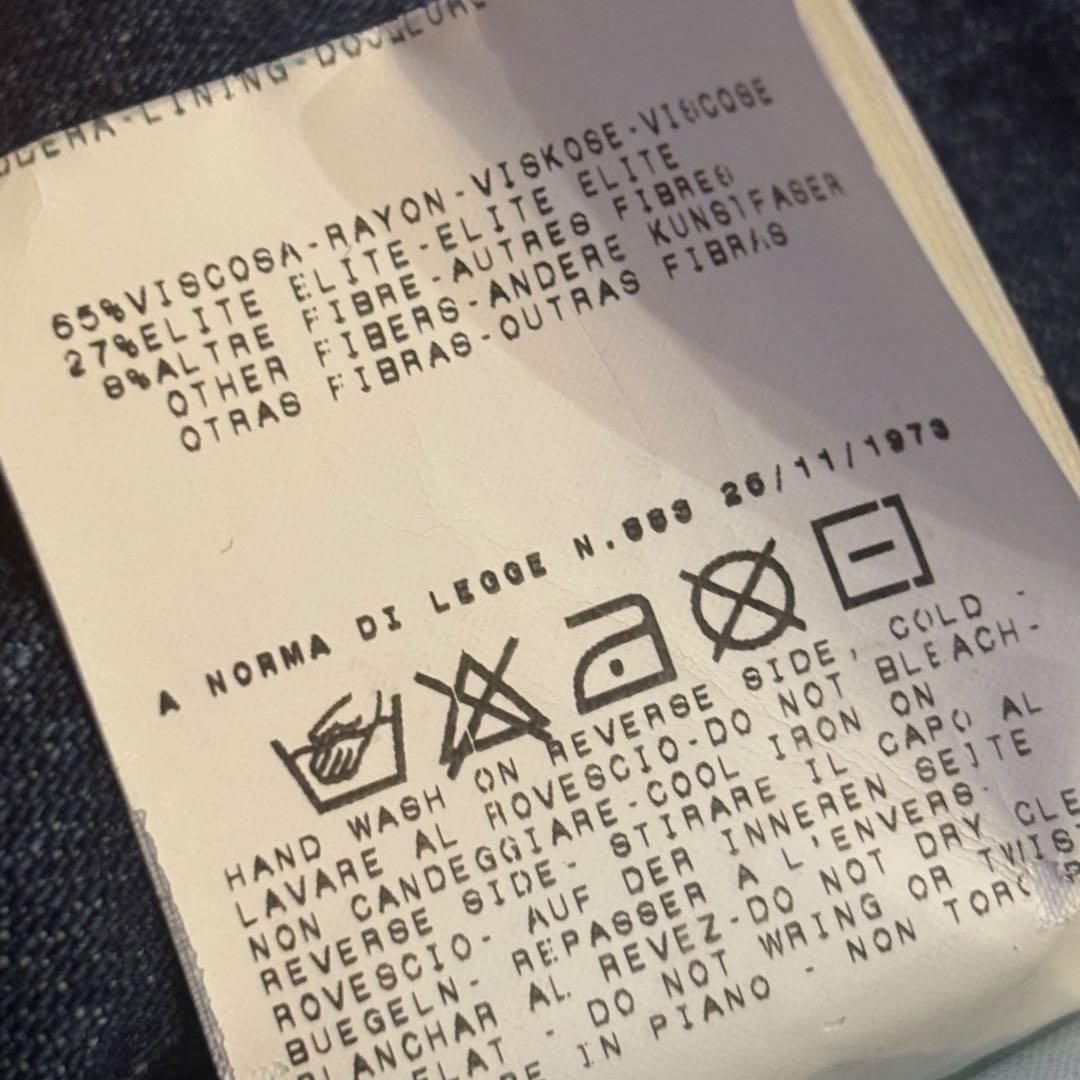 -LINING-
65%VISCOSA-RAYON-VISKOSE-VISCOSE
27%ELITE ELITE-ELITE ELITE
8%ALTRE FIBRE-AUTRES FIBRES
OTHER FIBERS-ANDERE KUNSTFASER
OTRAS FIBRAS-OUTRAS FIBRAS
A NORMA DI LEGGE N.883 26/11/1973
HAND WASH ON REVERSE SIDE, COLD -
LAVARE AL ROVESCIO-DO NOT BLEACH-
NON CANDEGGIARE-COOL IRON ON
REVERSE SIDE- STIRARE IL CAPO AL
ROVESCIO- AUF DER INNEREN SEITE
BUEGELN- REPASSER A L'ENVERS-
PLANCHAR AL REVEZ-DO NOT DRY CLE
FLAT - DO NOT WRING OR TWIST
IN PIANO - NON TORC